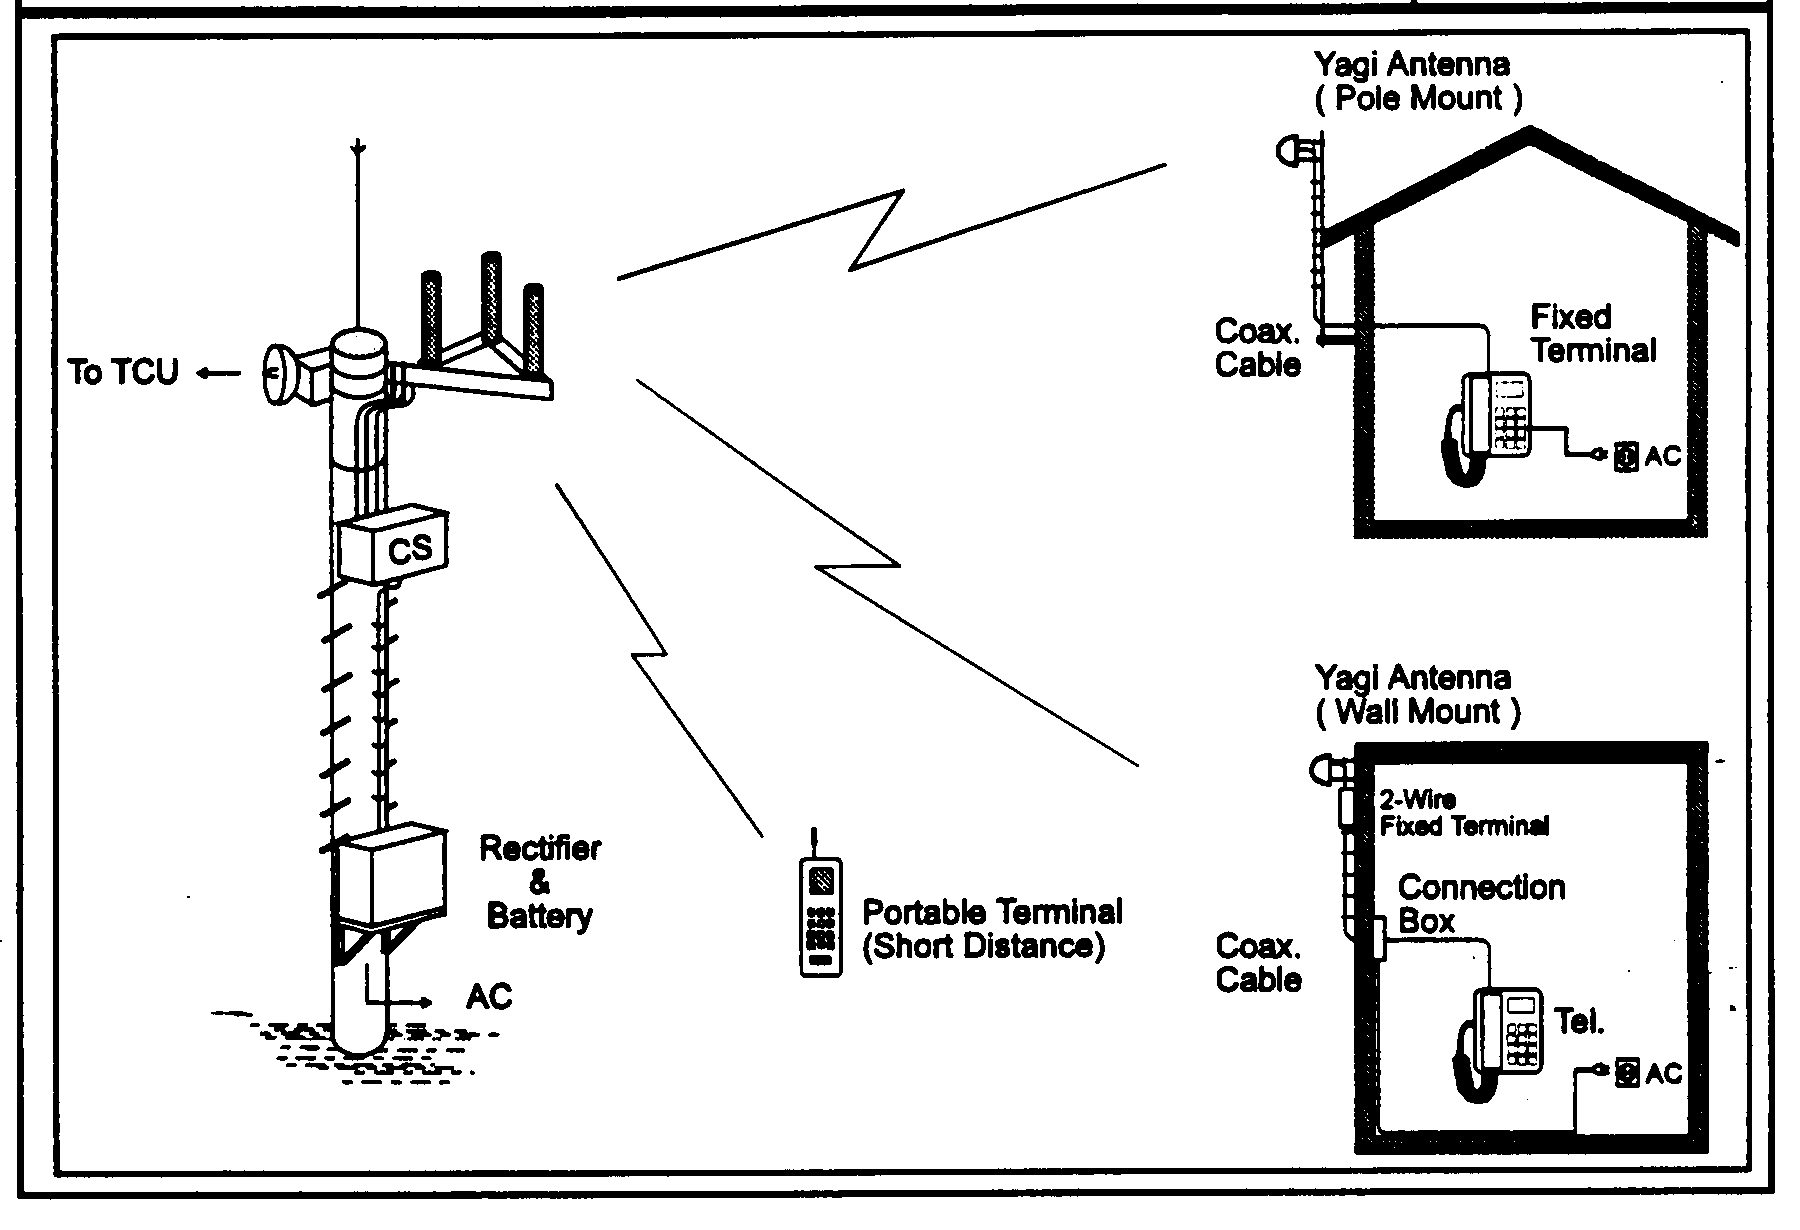 Yagi Antenna
( Pole Mount )
To TCU
Coax.
Cable
Fixed
Terminal
AC
CS
Yagi Antenna
( Wall Mount )
2-Wire
Fixed Terminal
Rectifier
&
Battery
Connection
Box
Portable Terminal
(Short Distance)
Coax.
Cable
AC
Tel.
AC